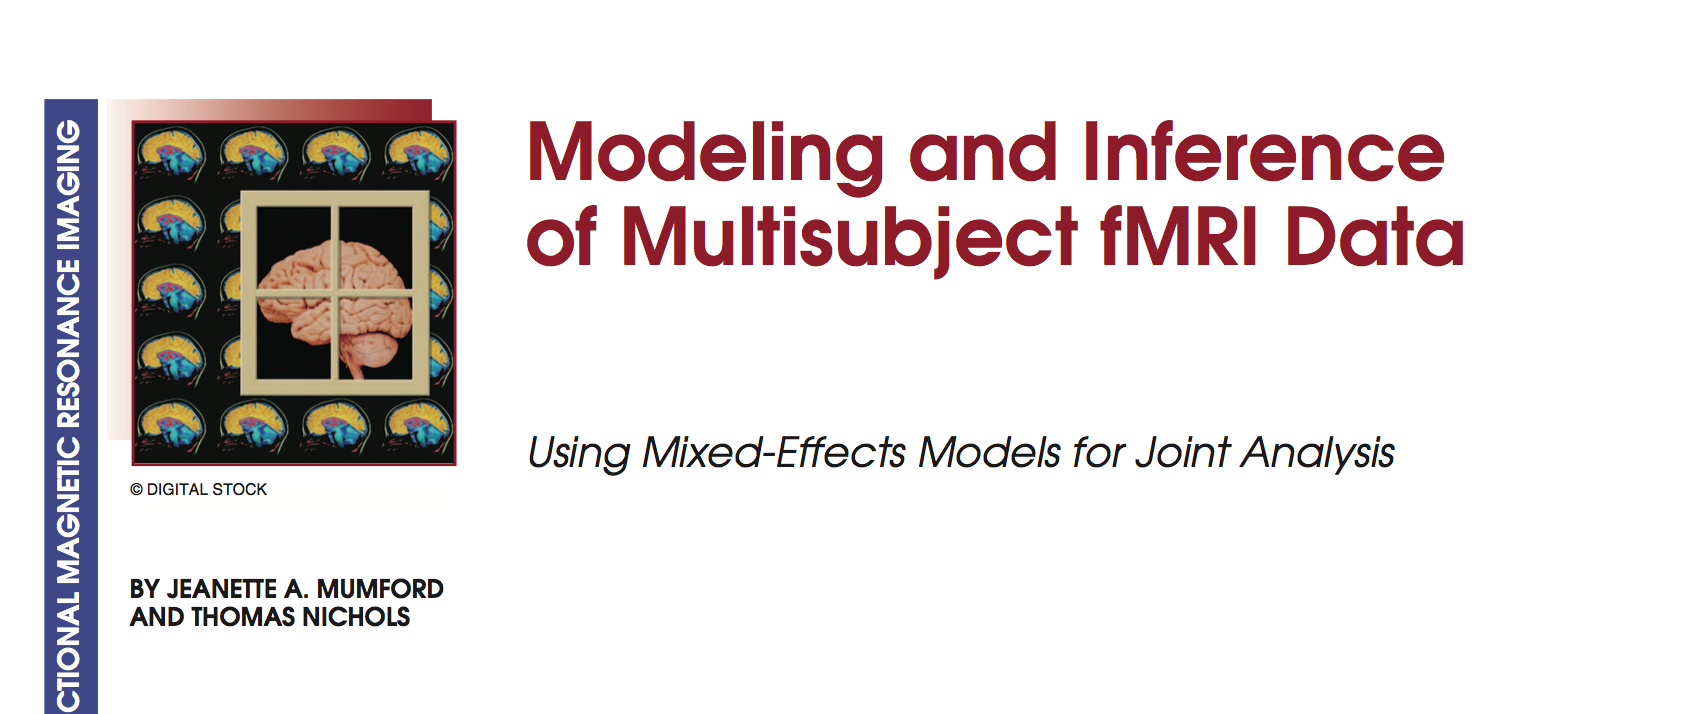 CTIONAL MAGNETIC RESONANCE IMAGING
Modeling and Inference
of Multisubject fMRI Data
Using Mixed-Effects Models for Joint Analysis
© DIGITAL STOCK
BY JEANETTE A. MUMFORD
AND THOMAS NICHOLS